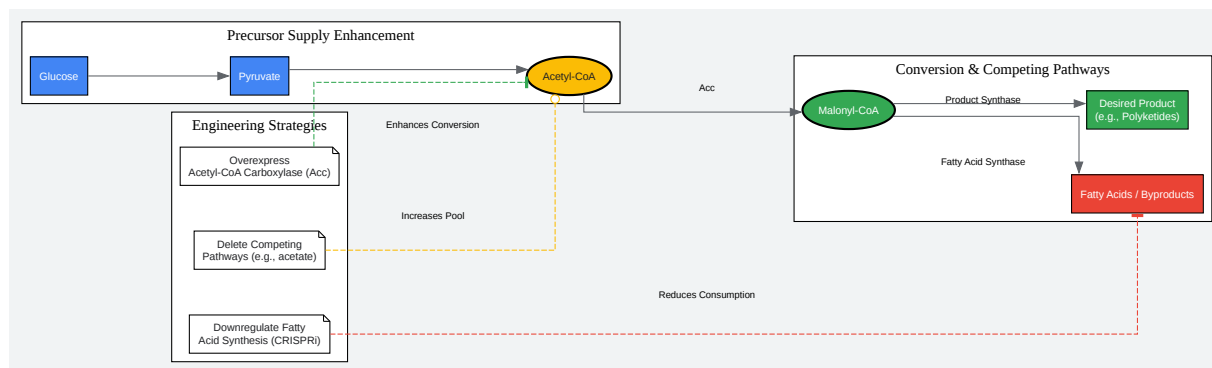 Precursor Supply Enhancement
Glucose
Pyruvate
Acetyl-CoA
Acc
Conversion & Competing Pathways
Malonyl-CoA
Product Synthase
Desired Product
(e.g., Polyketides)
Fatty Acid Synthase
Fatty Acids / Byproducts
Engineering Strategies
Enhances Conversion
Overexpress
Acetyl-CoA Carboxylase (Acc)
Increases Pool
Delete Competing
Pathways (e.g., acetate)
Reduces Consumption
Downregulate Fatty
Acid Synthesis (CRISPRi)